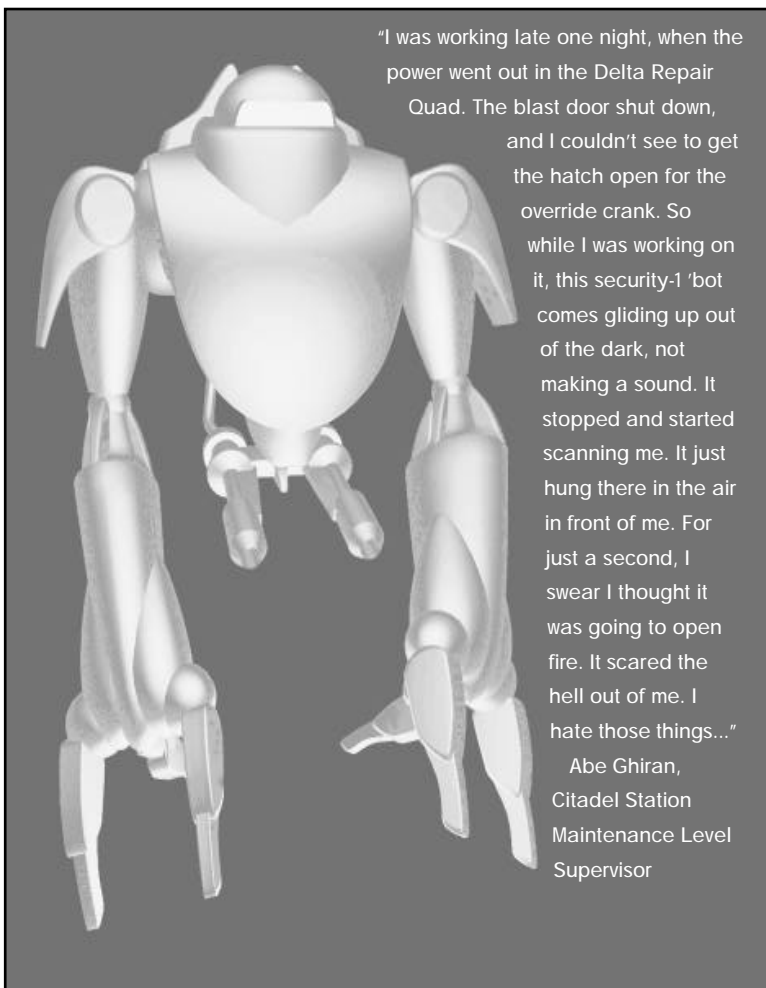 “I was working late one night, when the
power went out in the Delta Repair
Quad. The blast door shut down,
and I couldn’t see to get
the hatch open for the
override crank. So
while I was working on
it, this security-1 ’bot
comes gliding up out
of the dark, not
making a sound. It
stopped and started
scanning me. It just
hung there in the air
in front of me. For
just a second, I
swear I thought it
was going to open
fire. It scared the
hell out of me. I
hate those things...”
Abe Ghiran,
Citadel Station
Maintenance Level
Supervisor